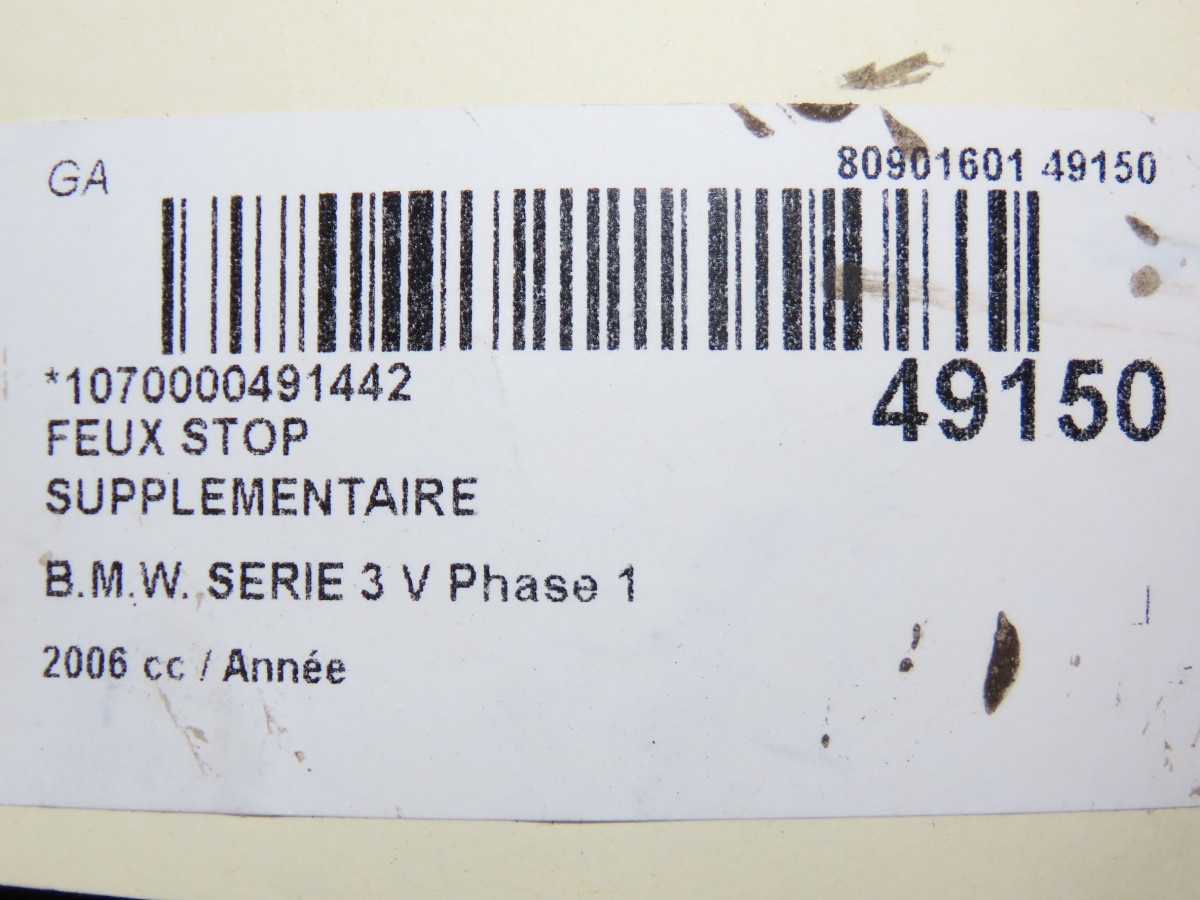 GA
80901601 49150
*1070000491442
49150
FEUX STOP
SUPPLEMENTAIRE
B.M.W. SERIE 3 V Phase 1
2006 cc / Année